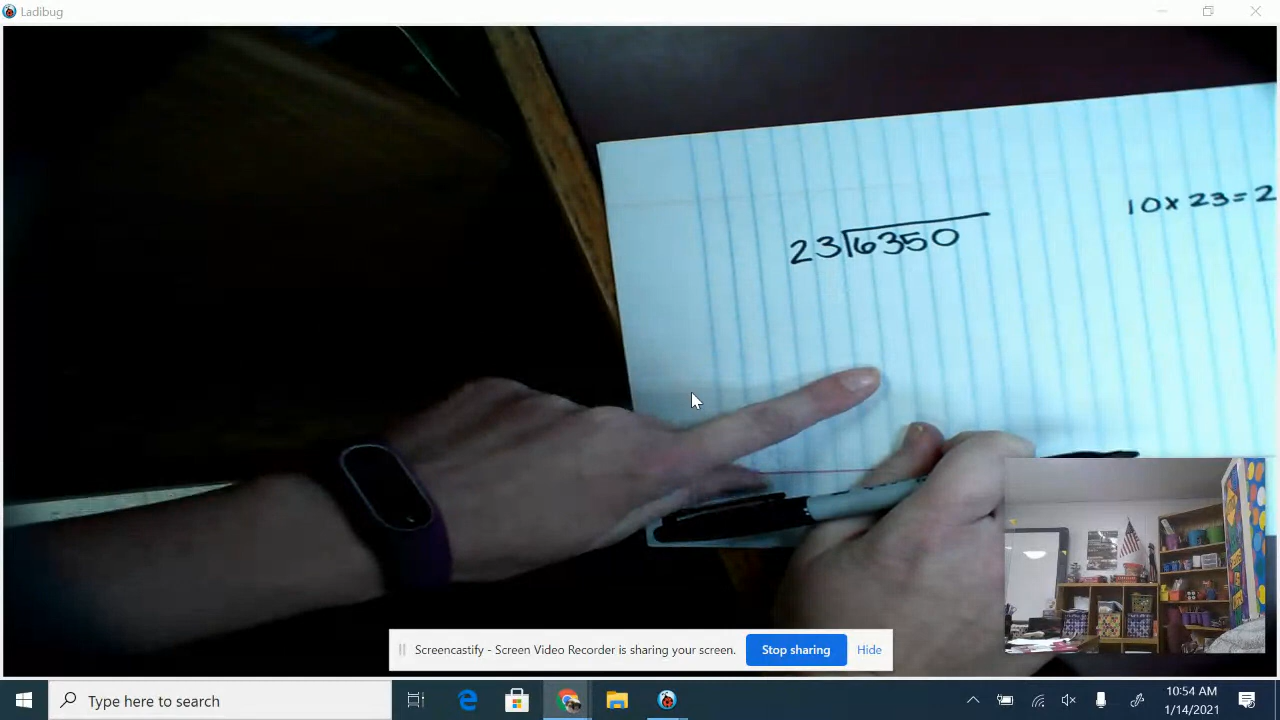 Ladibug
10 x 23 = 2
23 6350
Screencastify - Screen Video Recorder is sharing your screen.
Stop sharing
Hide
Type here to search
10:54 AM
1/14/2021